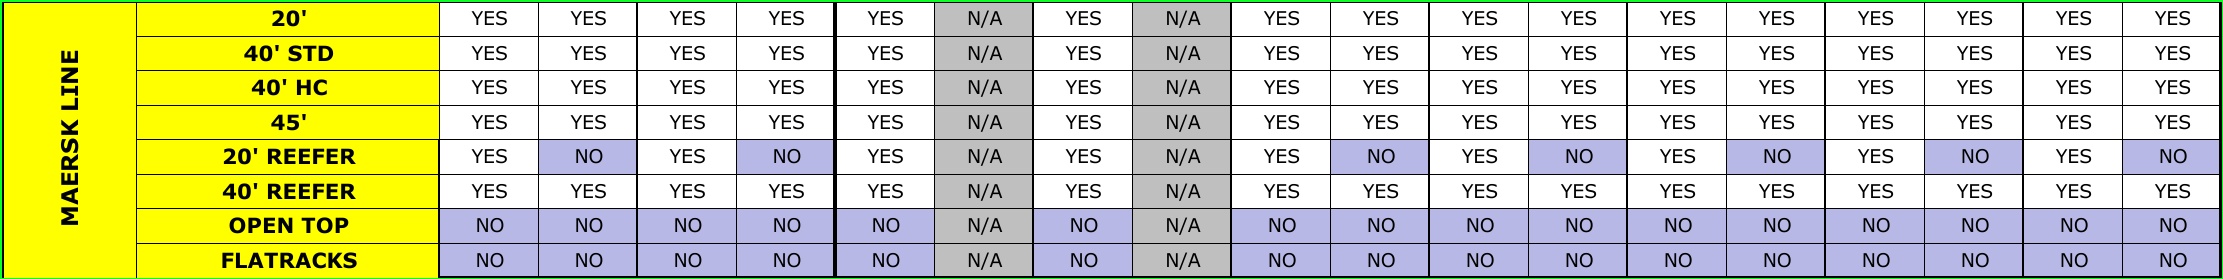 MAERSK LINE
20' YES YES YES YES YES N/A YES N/A YES YES YES YES YES YES YES YES YES YES
40' STD YES YES YES YES YES N/A YES N/A YES YES YES YES YES YES YES YES YES YES
40' HC YES YES YES YES YES N/A YES N/A YES YES YES YES YES YES YES YES YES YES
45' YES YES YES YES YES N/A YES N/A YES YES YES YES YES YES YES YES YES YES
20' REEFER YES NO YES NO YES N/A YES N/A YES NO YES NO YES NO YES NO YES NO
40' REEFER YES YES YES YES YES N/A YES N/A YES YES YES YES YES YES YES YES YES YES
OPEN TOP NO NO NO NO NO N/A NO N/A NO NO NO NO NO NO NO NO NO NO
FLATRACKS NO NO NO NO NO N/A NO N/A NO NO NO NO NO NO NO NO NO NO